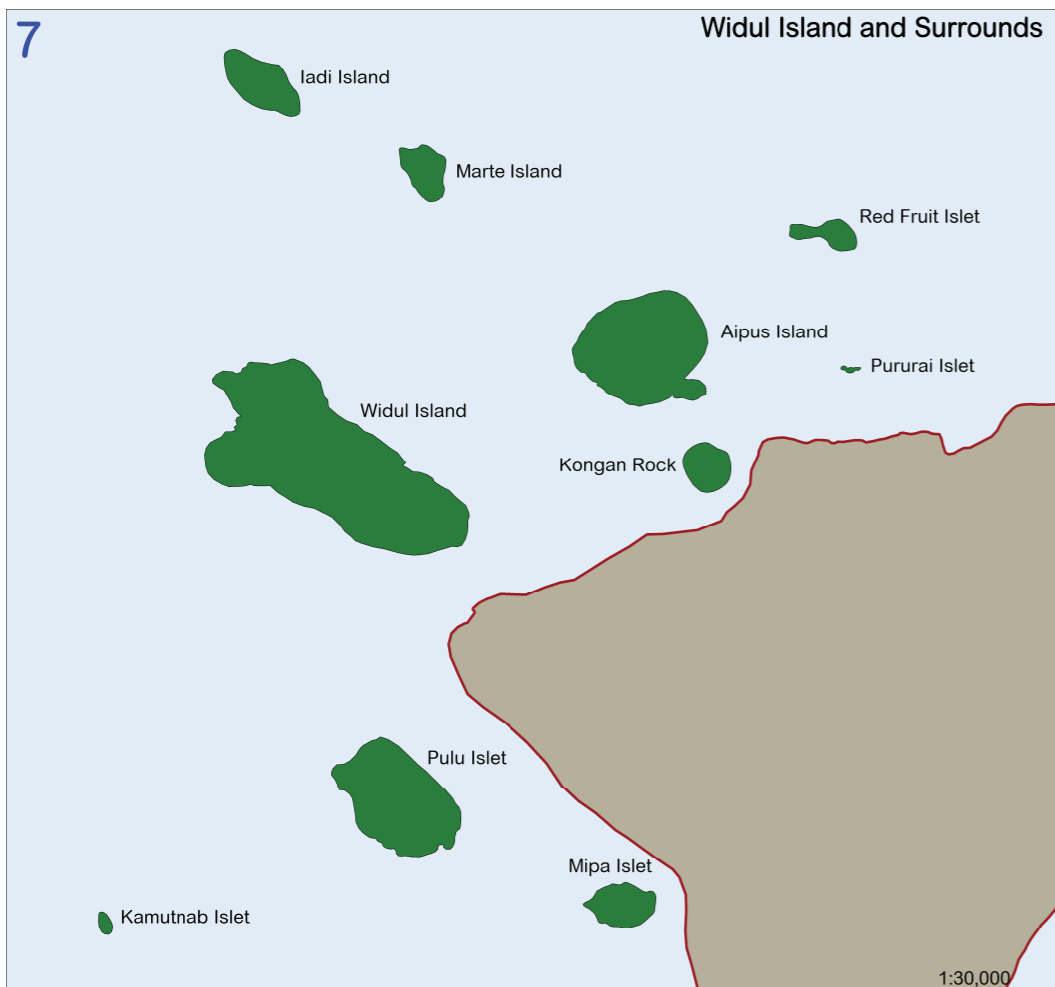 7
Widul Island and Surrounds
Iadi Island
Marte Island
Red Fruit Islet
Aipus Island
Pururai Islet
Widul Island
Kongan Rock
Pulu Islet
Mipa Islet
Kamutnab Islet
1:30,000